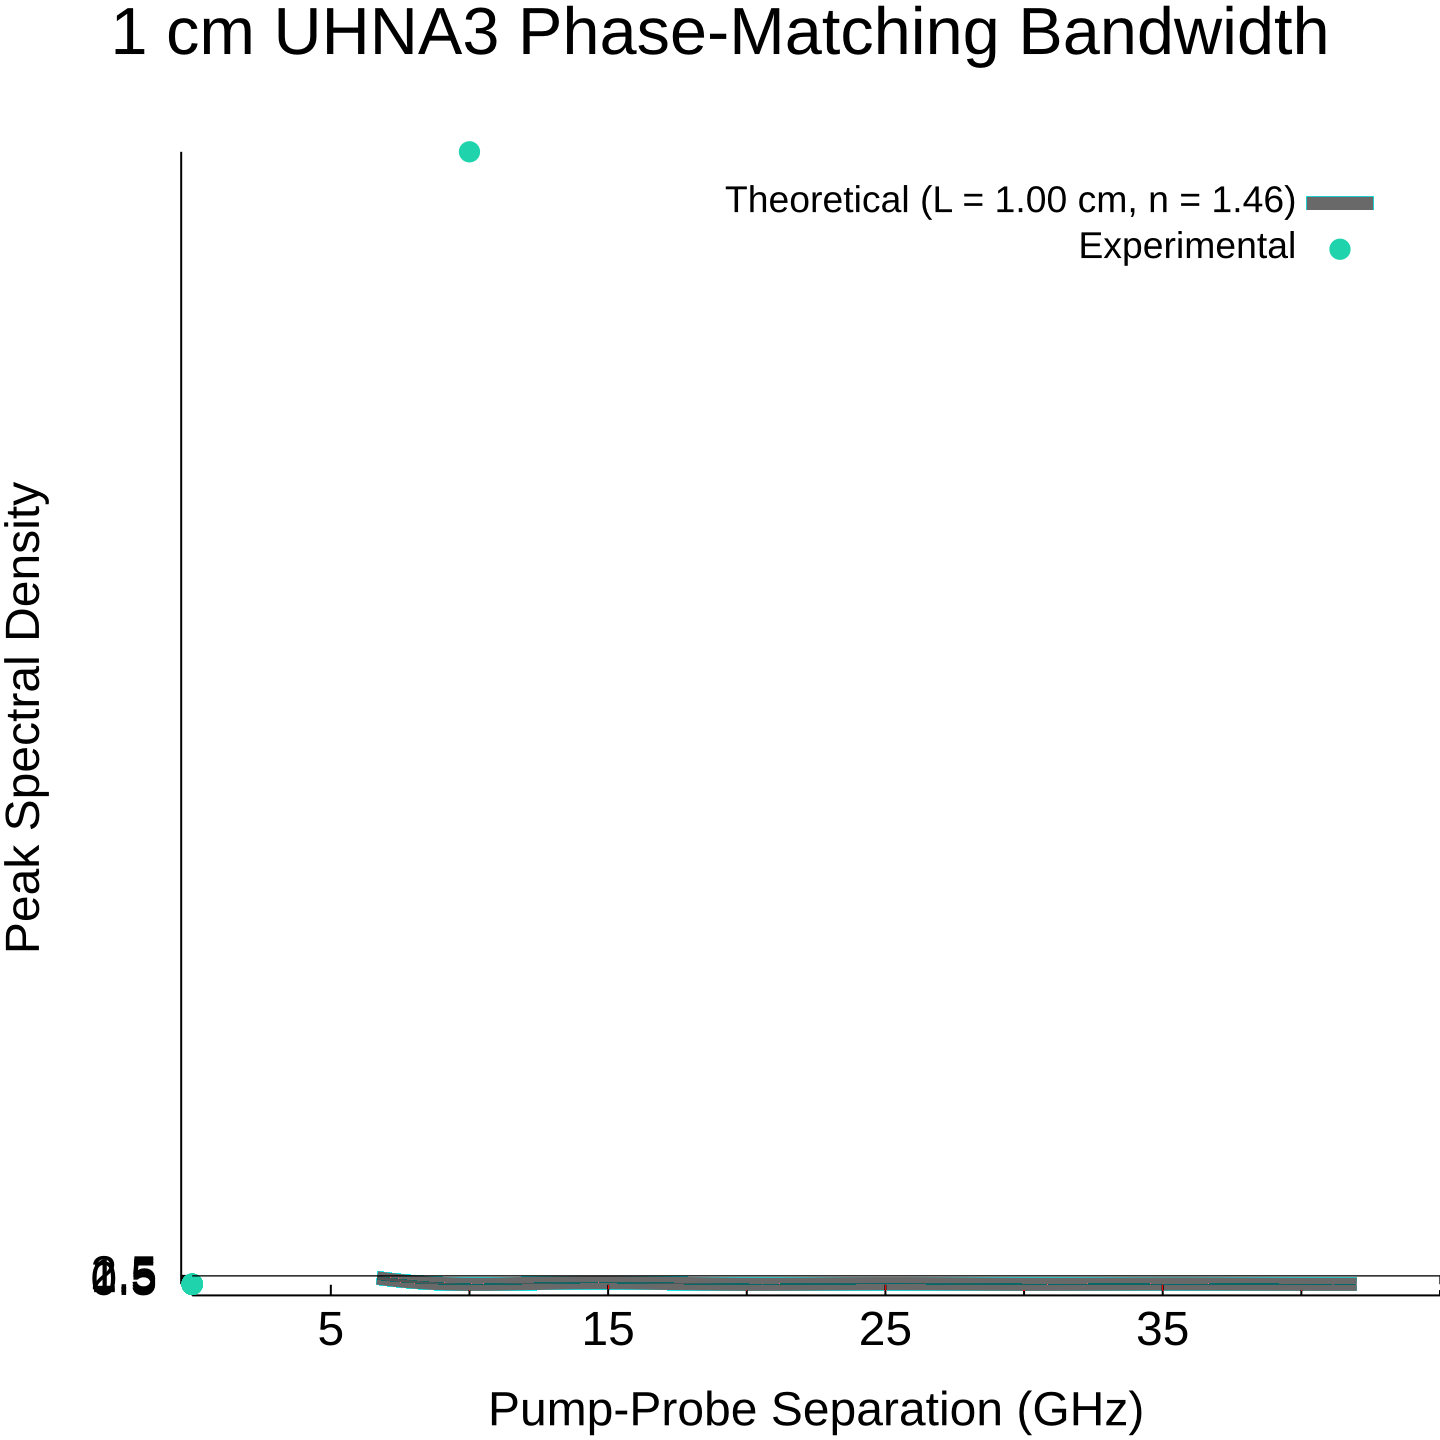 1 cm UHNA3 Phase-Matching Bandwidth
Theoretical (L = 1.00 cm, n = 1.46)
Experimental
Peak Spectral Density
5
15
25
35
Pump-Probe Separation (GHz)